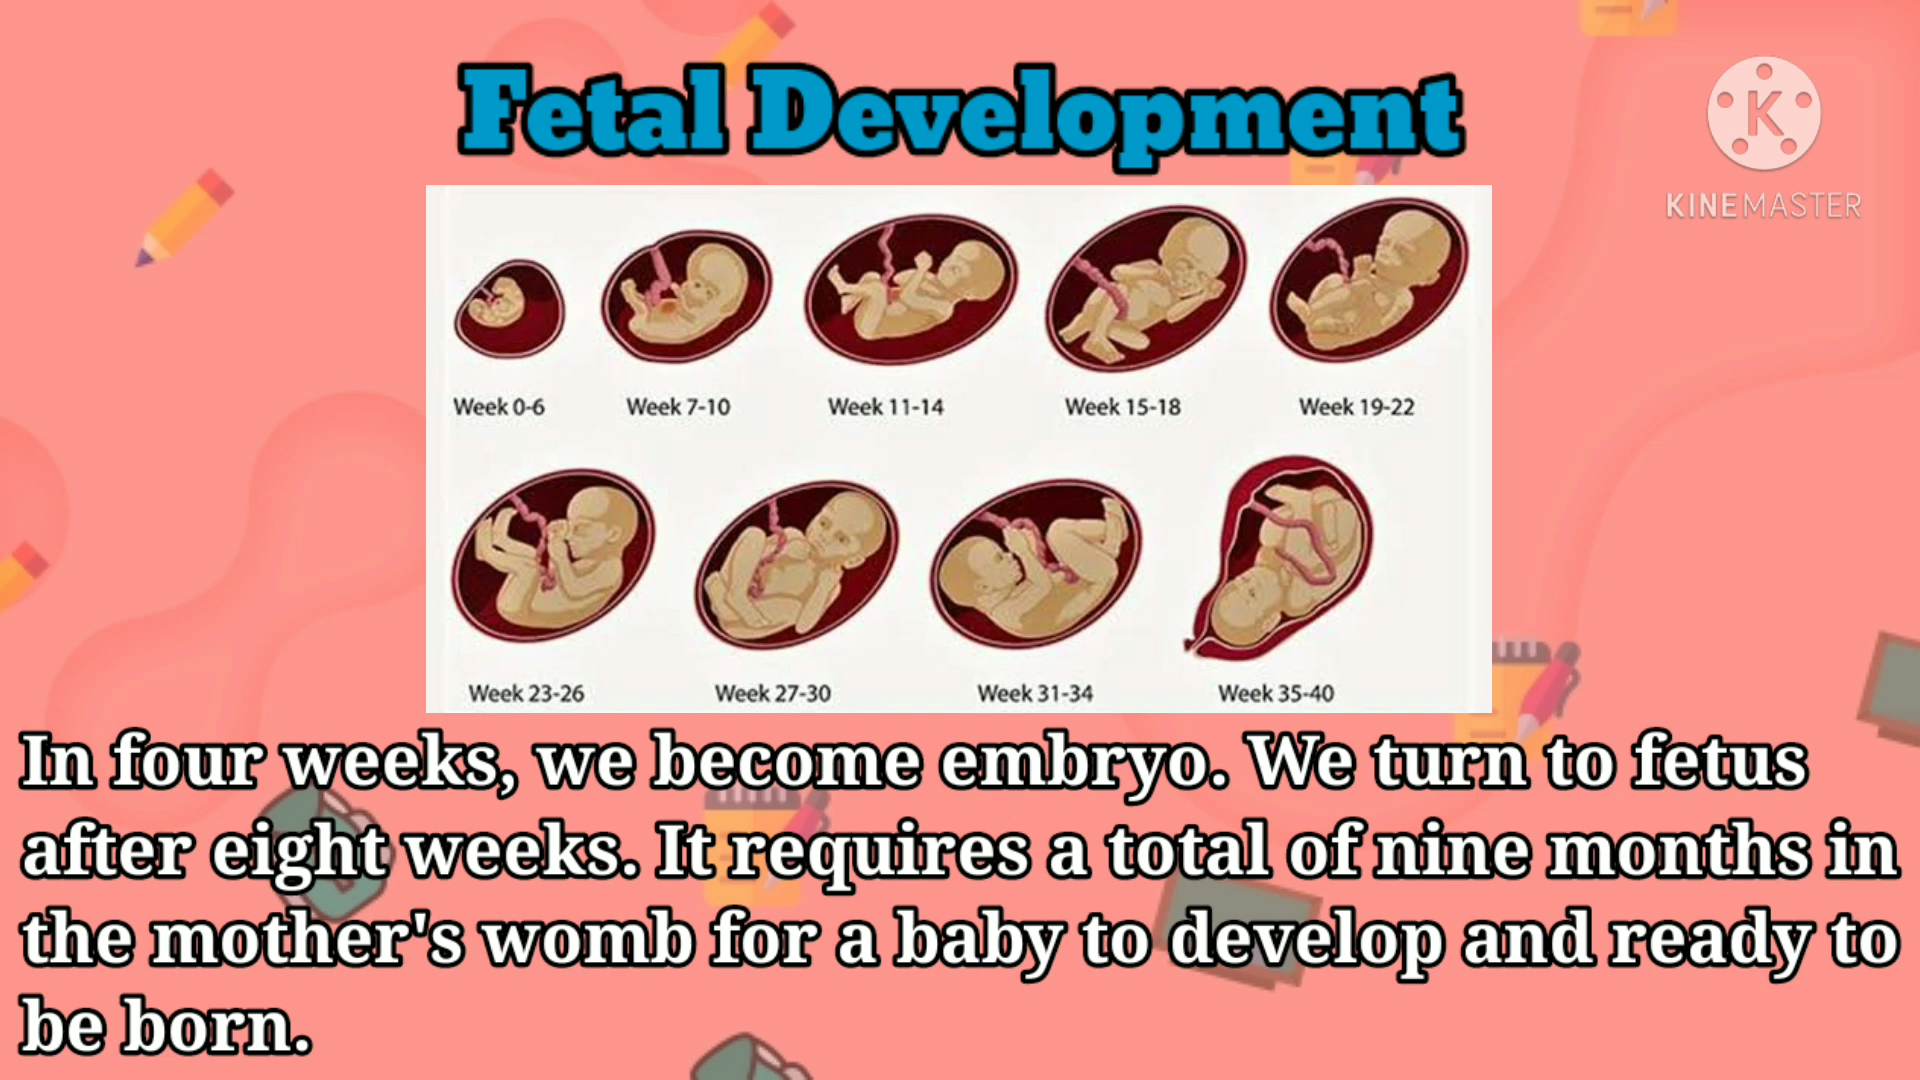 Fetal Development
K
KINEMASTER
Week 0-6
Week 7-10
Week 11-14
Week 15-18
Week 19-22
Week 23-26
Week 27-30
Week 31-34
Week 35-40
In four weeks, we become embryo. We turn to fetus
after eight weeks. It requires a total of nine months in
the mother's womb for a baby to develop and ready to
be born.